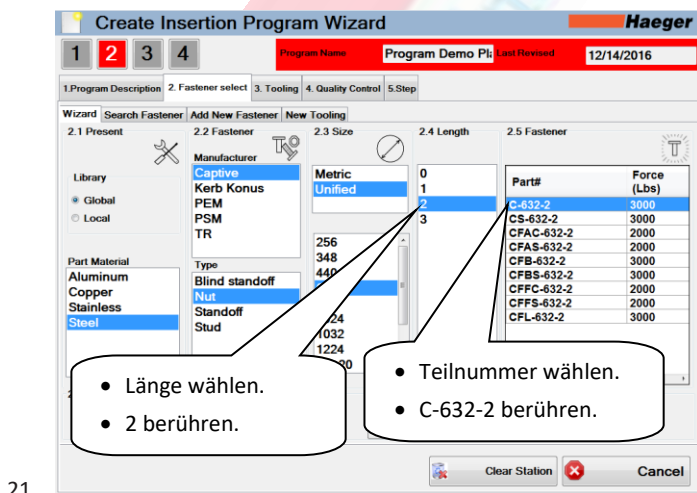 Create Insertion Program Wizard
Haeger
1 2 3 4
Program Name
Program Demo Pl
Last Revised
12/14/2016
1.Program Description 2. Fastener select 3. Tooling 4. Quality Control 5.Step
Wizard Search Fastener Add New Fastener New Tooling
2.1 Present
Library
Global
Local
Part Material
Aluminum
Copper
Stainless
Steel
2.2 Fastener
Manufacturer
Captive
Kerb Konus
PEM
PSM
TR
Type
Blind standoff
Nut
Standoff
Stud
2.3 Size
Metric
Unified
256
348
440
1032
1224
2.4 Length
0
1
2
3
2.5 Fastener
Part# Force (Lbs)
C-632-2 3000
CS-632-2 3000
CFAC-632-2 2000
CFAS-632-2 2000
CFB-632-2 3000
CFBS-632-2 3000
CFFC-632-2 2000
CFFS-632-2 2000
CFL-632-2 3000
• Länge wählen.
• 2 berühren.
• Teilnummer wählen.
• C-632-2 berühren.
Clear Station
Cancel
21